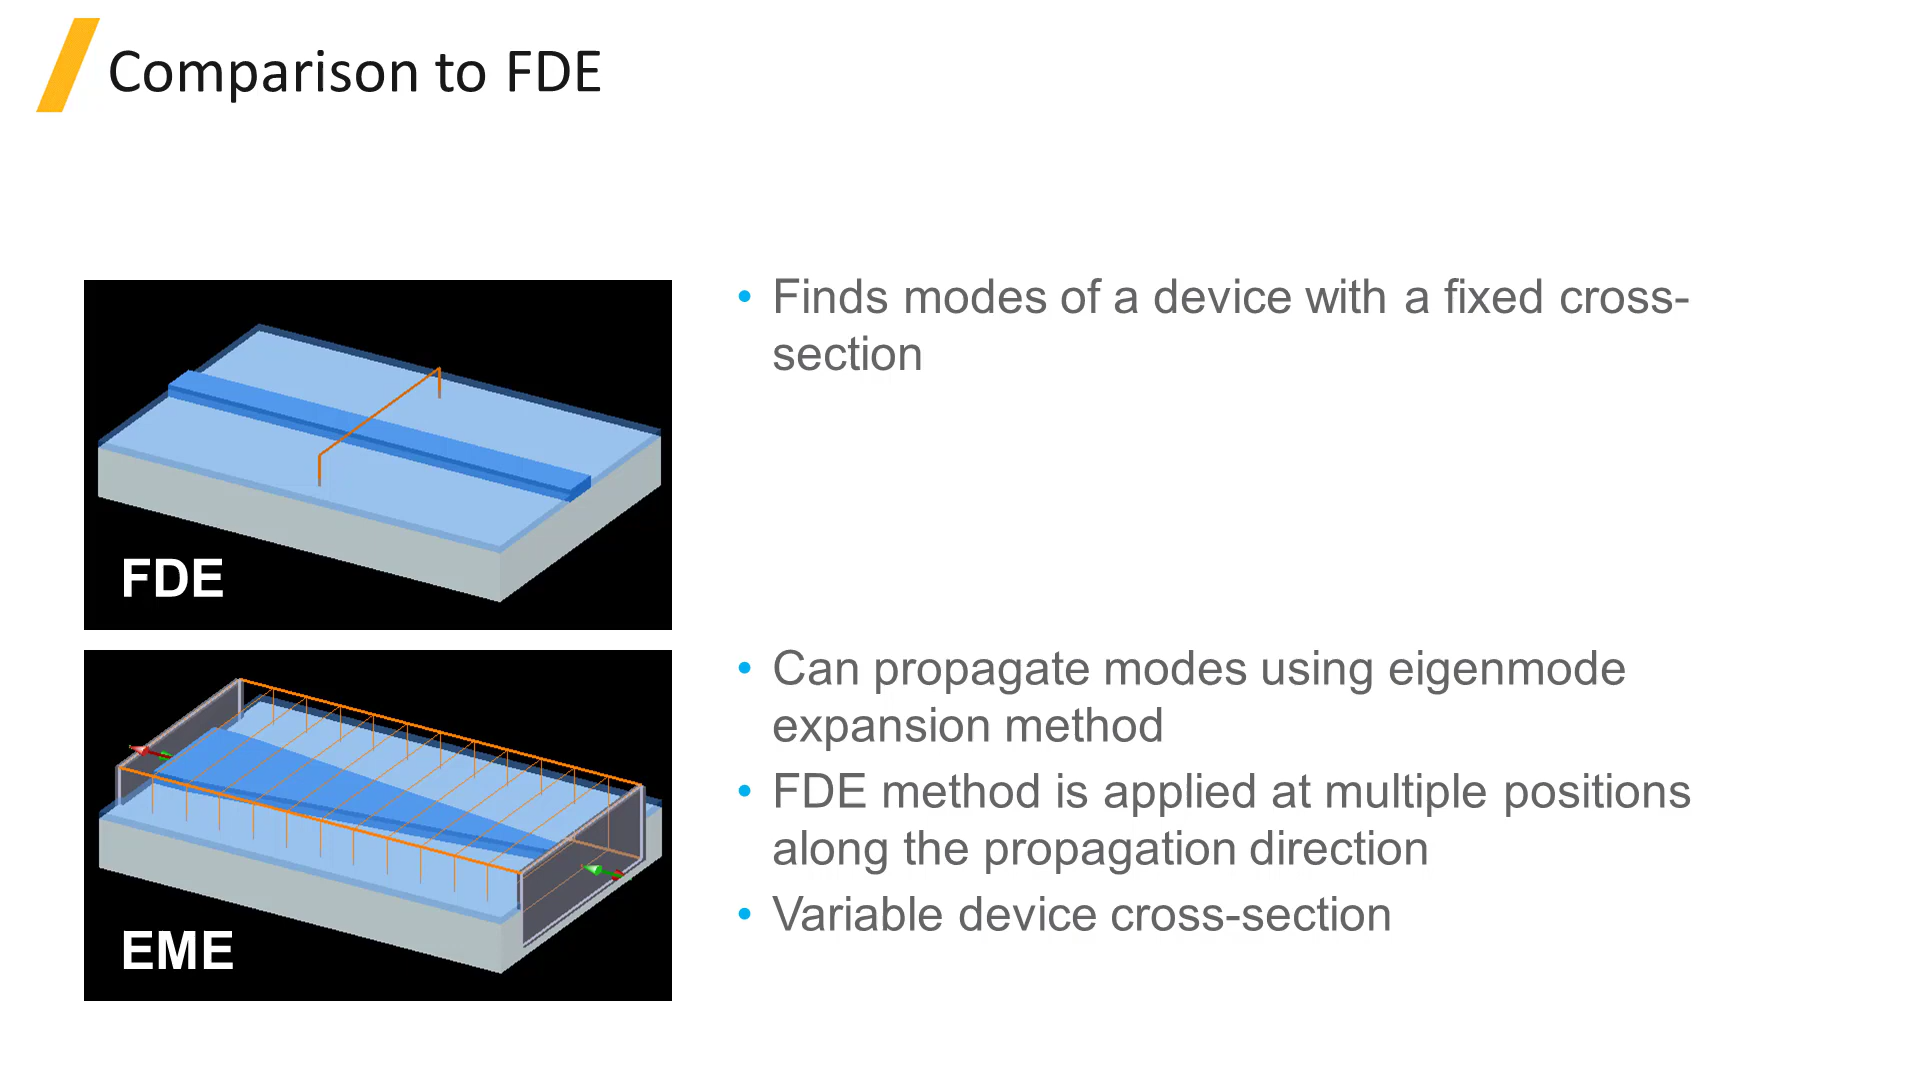 Comparison to FDE
• Finds modes of a device with a fixed cross-
section
FDE
• Can propagate modes using eigenmode
expansion method
• FDE method is applied at multiple positions
along the propagation direction
• Variable device cross-section
EME